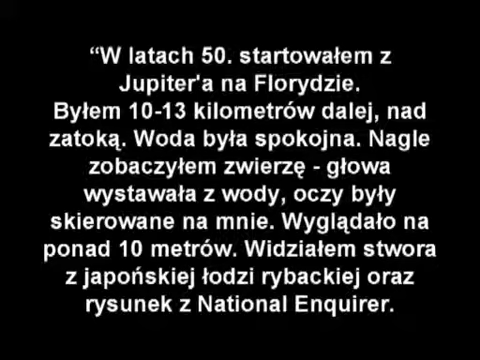 “W latach 50. startowałem z
Jupiter'a na Florydzie.
Byłem 10-13 kilometrów dalej, nad
zatoką. Woda była spokojna. Nagle
zobaczyłem zwierzę - głowa
wystawała z wody, oczy były
skierowane na mnie. Wyglądało na
ponad 10 metrów. Widziałem stwora
z japońskiej łodzi rybackiej oraz
rysunek z National Enquirer.